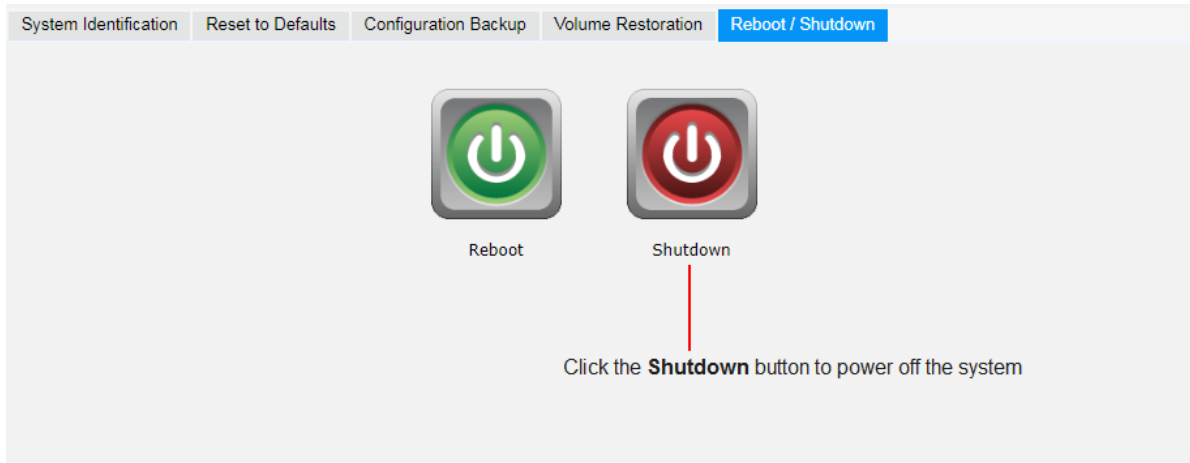 System Identification
Reset to Defaults
Configuration Backup
Volume Restoration
Reboot / Shutdown
Reboot
Shutdown
Click the Shutdown button to power off the system